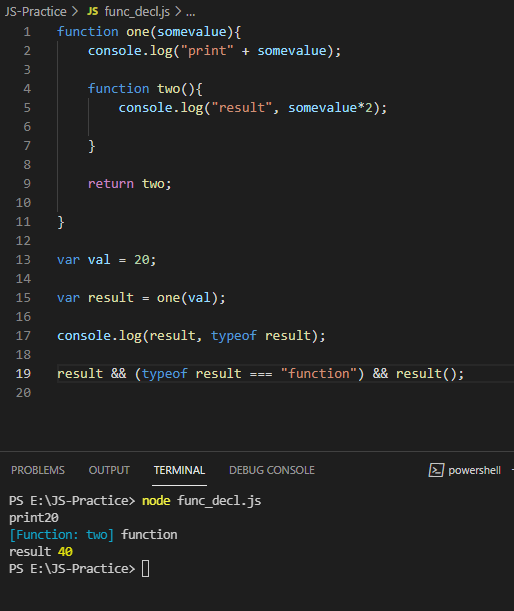 JS-Practice > JS func_decl.js > ...
1 function one(somevalue){
2     console.log("print" + somevalue);
3
4     function two(){
5         console.log("result", somevalue*2);
6
7     }
8
9     return two;
10
11 }
12
13 var val = 20;
14
15 var result = one(val);
16
17 console.log(result, typeof result);
18
19 result && (typeof result === "function") && result();
20
PROBLEMS OUTPUT TERMINAL DEBUG CONSOLE powershell
PS E:\JS-Practice> node func_decl.js
print20
[Function: two] function
result 40
PS E:\JS-Practice>